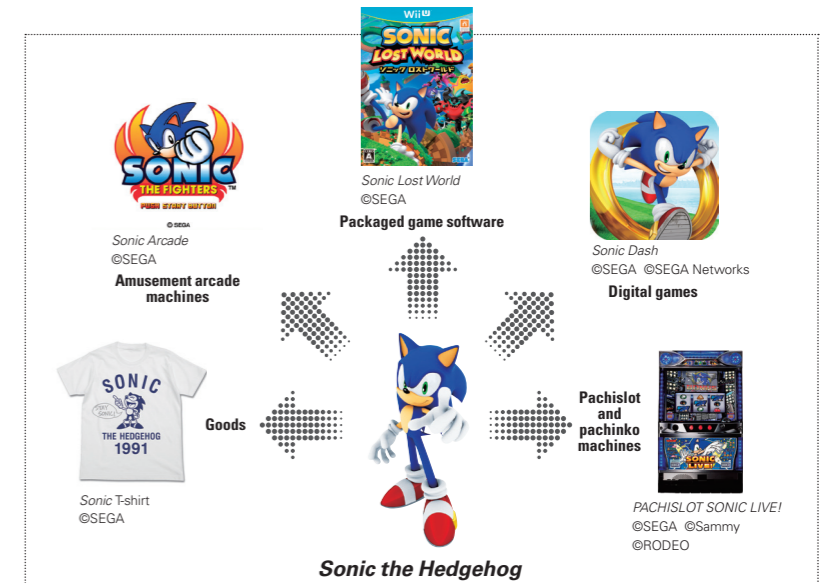 Wii U
SONIC
LOST WORLD
ソニック ロストワールド
A
SEGA
SONIC
THE FIGHTERS
TM
PUSH START BUTTON
© SEGA
Sonic Lost World
©SEGA
Packaged game software
Sonic Arcade
©SEGA
Amusement arcade
machines
Sonic Dash
©SEGA ©SEGA Networks
Digital games
SONIC
THE HEDGEHOG
1991
Goods
Sonic T-shirt
©SEGA
Pachislot
and
pachinko
machines
SONIC
LIVE!!
PACHISLOT SONIC LIVE!
©SEGA ©Sammy
©RODEO
Sonic the Hedgehog